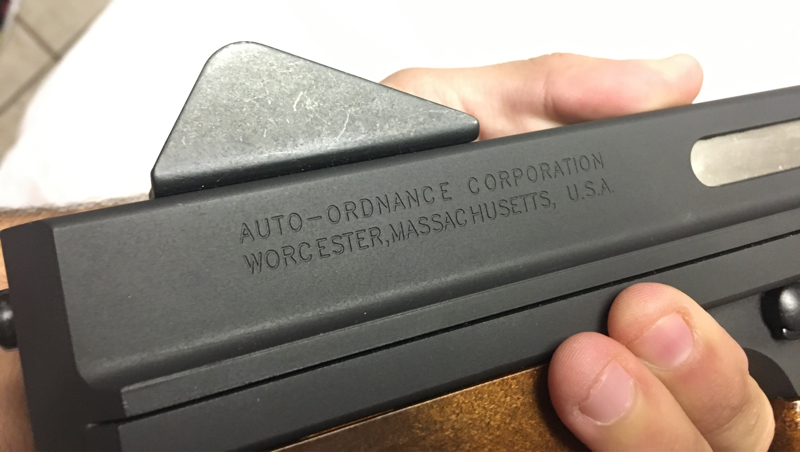 AUTO-ORDNANCE CORPORATION
WORCESTER, MASSACHUSETTS, U.S.A.